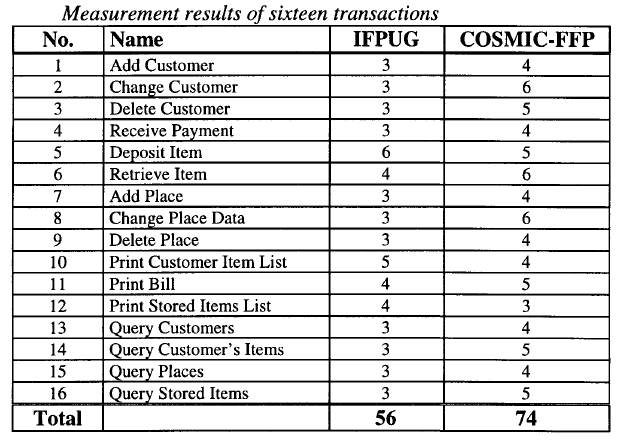 Measurement results of sixteen transactions
No. Name IFPUG COSMIC-FFP
1 Add Customer 3 4
2 Change Customer 3 6
3 Delete Customer 3 5
4 Receive Payment 3 4
5 Deposit Item 6 5
6 Retrieve Item 4 6
7 Add Place 3 4
8 Change Place Data 3 6
9 Delete Place 3 4
10 Print Customer Item List 5 4
11 Print Bill 4 5
12 Print Stored Items List 4 3
13 Query Customers 3 4
14 Query Customer's Items 3 5
15 Query Places 3 4
16 Query Stored Items 3 5
Total 56 74